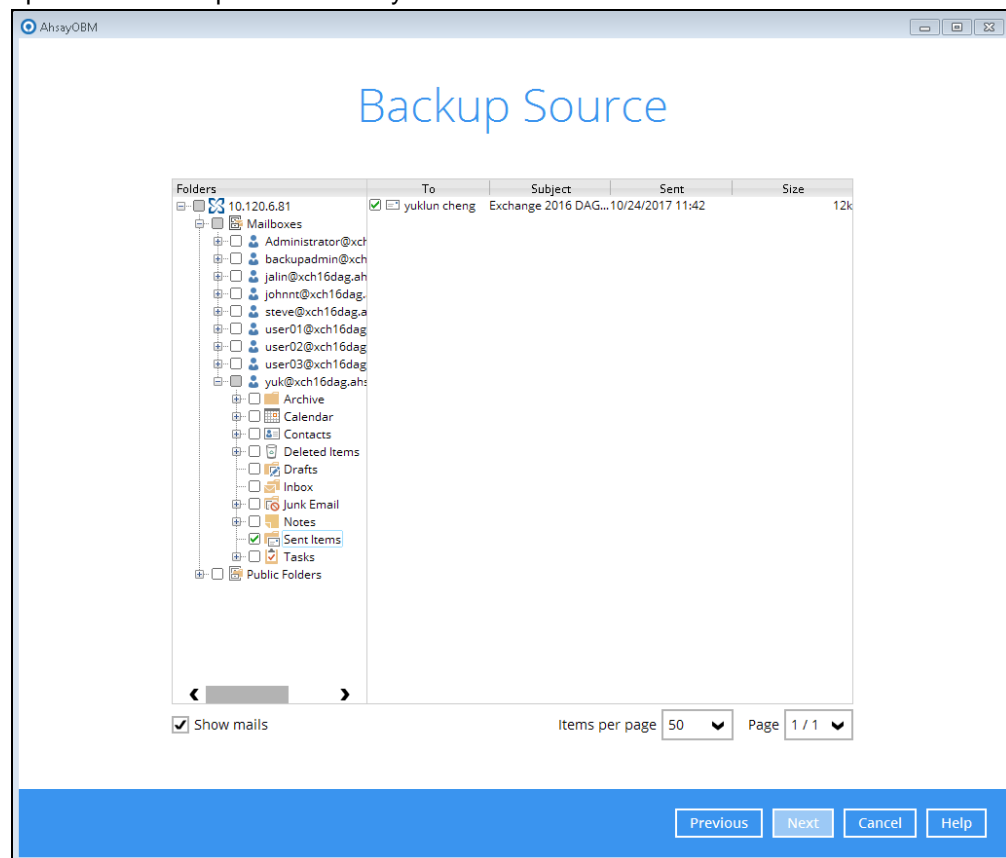 AhsayOBM
Backup Source
Folders To Subject Sent Size
10.120.6.81 yuklun cheng Exchange 2016 DAG... 10/24/2017 11:42 12k
Mailboxes
Administrator@xch
backupadmin@xch
jalin@xch16dag.ah
johnnt@xch16dag.
steve@xch16dag.a
user01@xch16dag
user02@xch16dag
user03@xch16dag
yuk@xch16dag.ahs
Archive
Calendar
Contacts
Deleted Items
Drafts
Inbox
Junk Email
Notes
Sent Items
Tasks
Public Folders
Show mails Items per page 50 Page 1 / 1
Previous Next Cancel Help